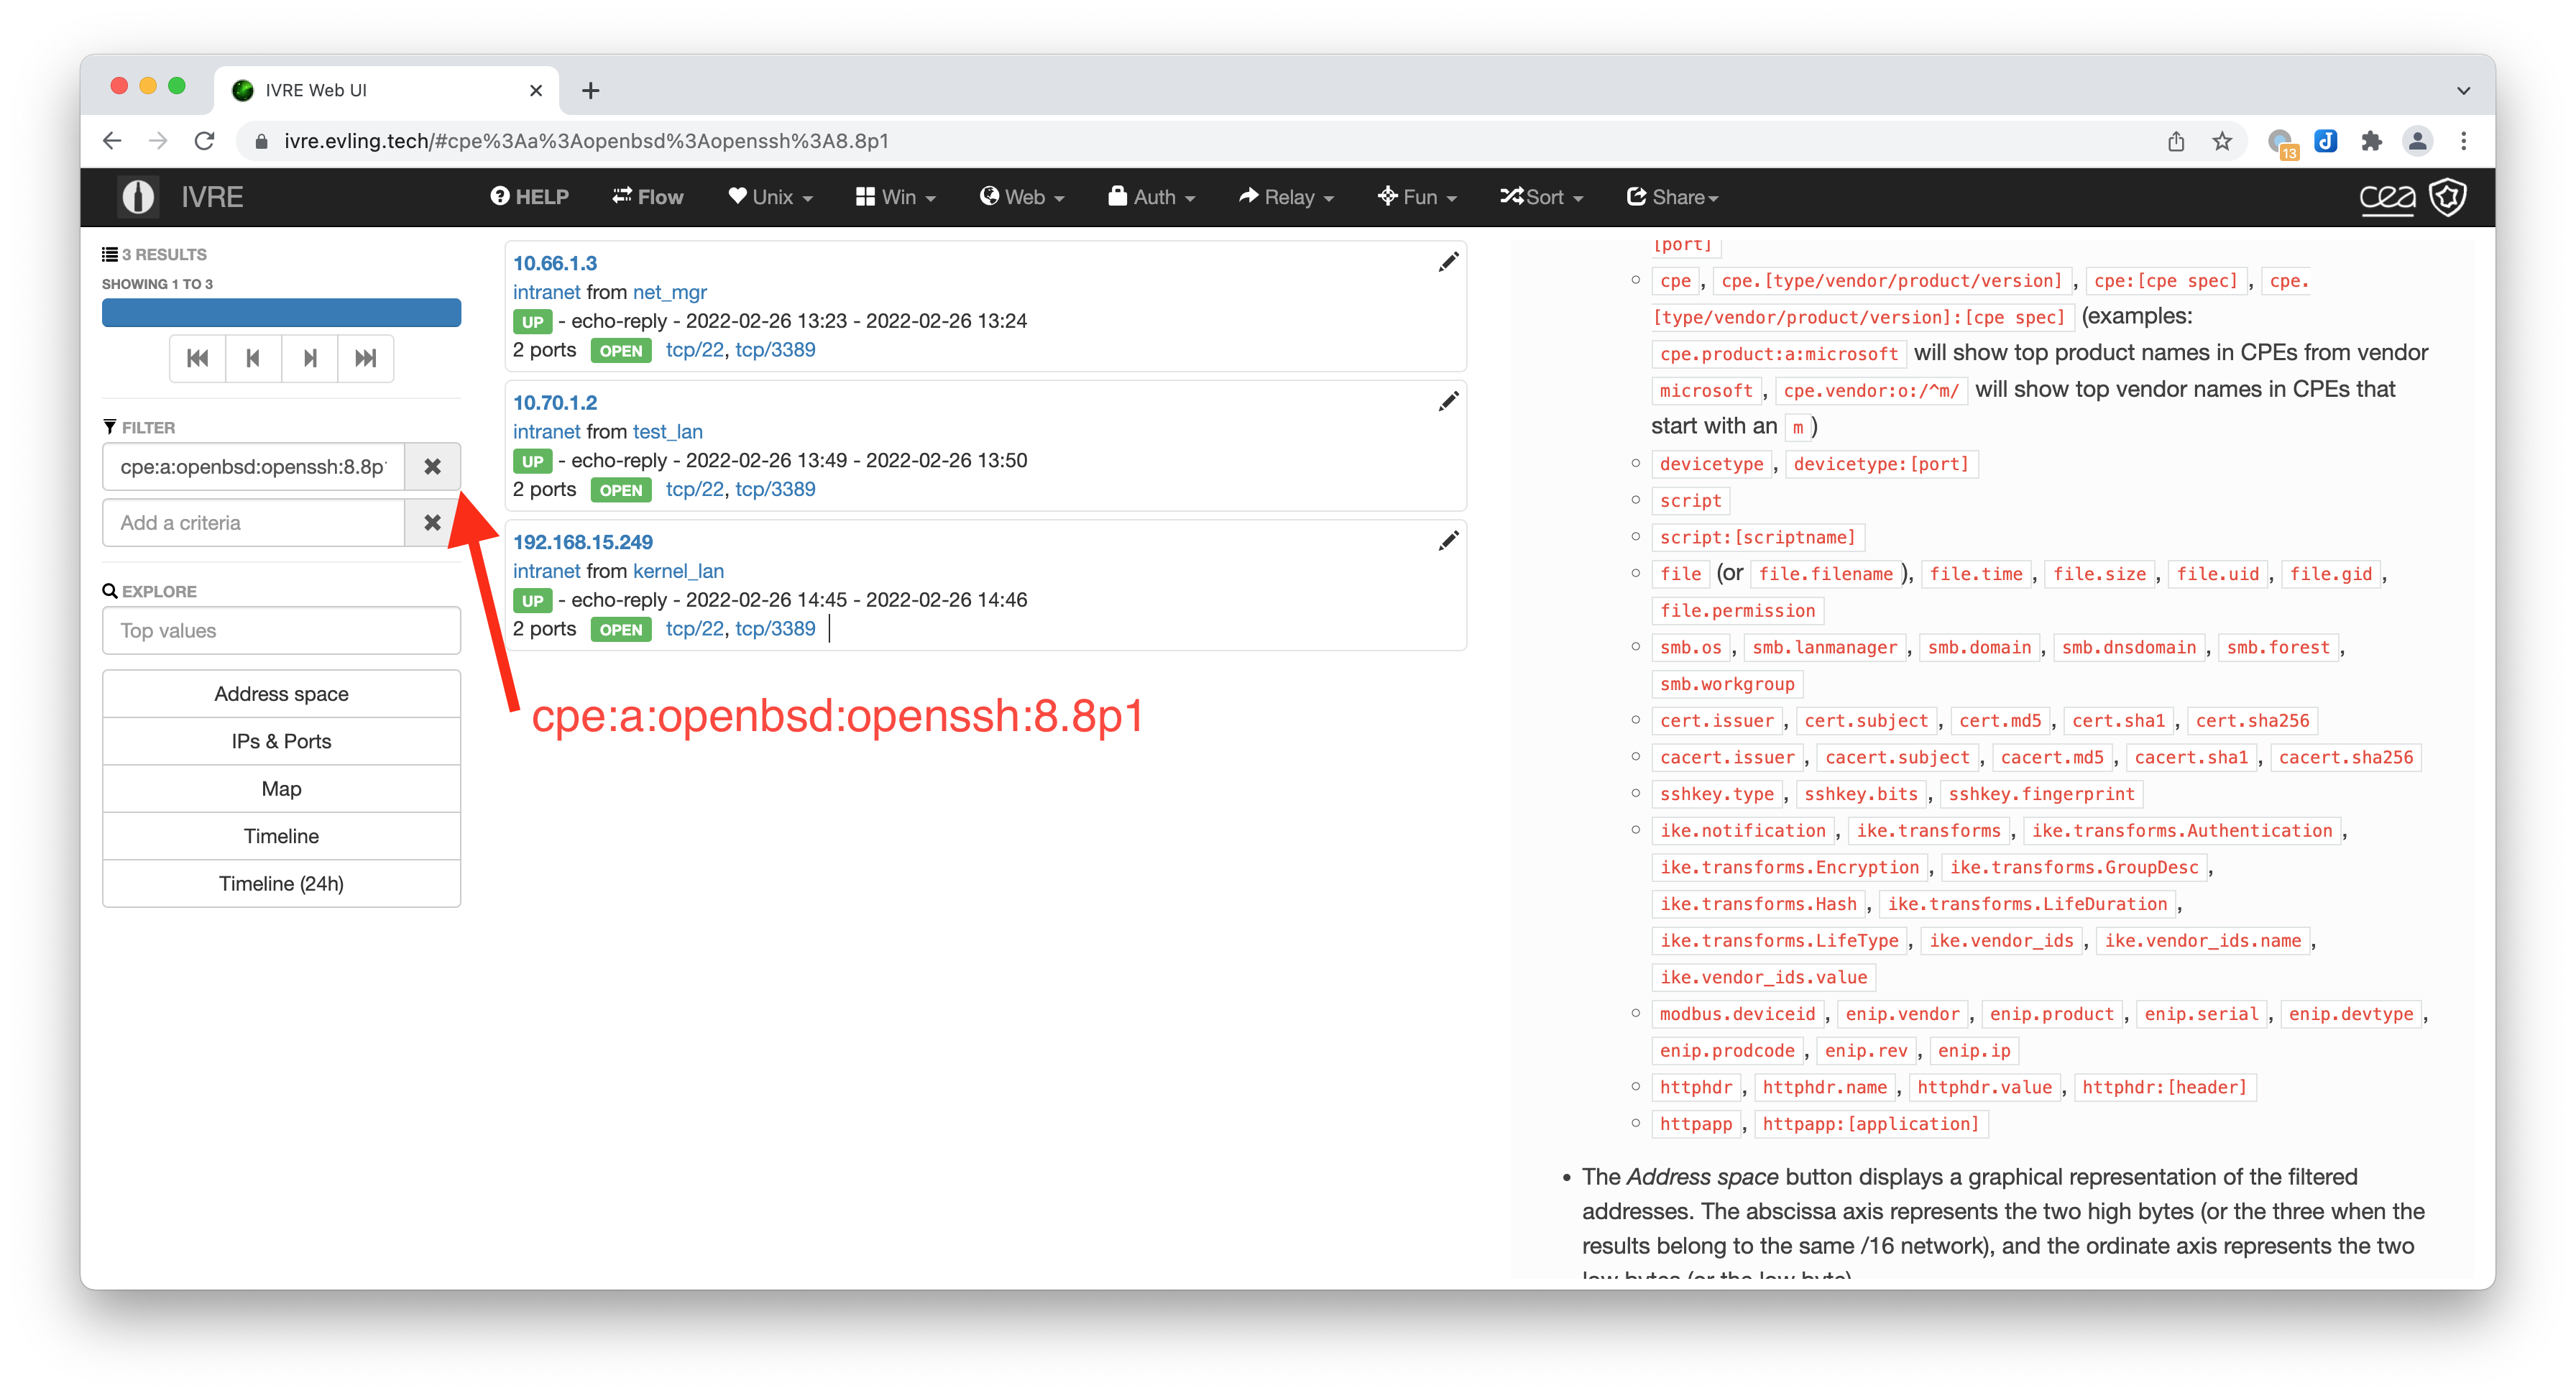 IVRE Web UI
ivre.evling.tech/#cpe%3Aa%3Aopenbsd%3Aopenssh%3A8.8p1
13
IVRE
HELP
Flow
Unix
Win
Web
Auth
Relay
Fun
Sort
Share
cea
3 RESULTS
SHOWING 1 TO 3
FILTER
cpe:a:openbsd:openssh:8.8p
Add a criteria
EXPLORE
Top values
Address space
IPs & Ports
Map
Timeline
Timeline (24h)
10.66.1.3
intranet from net_mgr
UP - echo-reply - 2022-02-26 13:23 - 2022-02-26 13:24
2 ports OPEN tcp/22, tcp/3389
10.70.1.2
intranet from test_lan
UP - echo-reply - 2022-02-26 13:49 - 2022-02-26 13:50
2 ports OPEN tcp/22, tcp/3389
192.168.15.249
intranet from kernel_lan
UP - echo-reply - 2022-02-26 14:45 - 2022-02-26 14:46
2 ports OPEN tcp/22, tcp/3389
cpe:a:openbsd:openssh:8.8p1
[port]
cpe, cpe.[type/vendor/product/version], cpe:[cpe spec], cpe.
[type/vendor/product/version]:[cpe spec] (examples:
cpe.product:a:microsoft will show top product names in CPEs from vendor
microsoft, cpe.vendor:o:/^m/ will show top vendor names in CPEs that
start with an m)
devicetype, devicetype:[port]
script
script:[scriptname]
file (or file.filename), file.time, file.size, file.uid, file.gid,
file.permission
smb.os, smb.lanmanager, smb.domain, smb.dnsdomain, smb.forest,
smb.workgroup
cert.issuer, cert.subject, cert.md5, cert.sha1, cert.sha256
cacert.issuer, cacert.subject, cacert.md5, cacert.sha1, cacert.sha256
sshkey.type, sshkey.bits, sshkey.fingerprint
ike.notification, ike.transforms, ike.transforms.Authentication,
ike.transforms.Encryption, ike.transforms.GroupDesc,
ike.transforms.Hash, ike.transforms.LifeDuration,
ike.transforms.LifeType, ike.vendor_ids, ike.vendor_ids.name,
ike.vendor_ids.value
modbus.deviceid, enip.vendor, enip.product, enip.serial, enip.devtype,
enip.prodcode, enip.rev, enip.ip
httphdr, httphdr.name, httphdr.value, httphdr:[header]
httpapp, httpapp:[application]
• The Address space button displays a graphical representation of the filtered
addresses. The abscissa axis represents the two high bytes (or the three when the
results belong to the same /16 network), and the ordinate axis represents the two
low bytes (or the low byte)